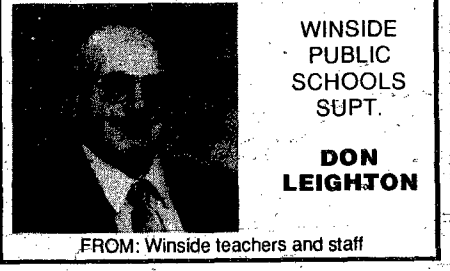 WINSIDE
PUBLIC
SCHOOLS
SUPT.
DON
LEIGHTON
FROM: Winside teachers and staff